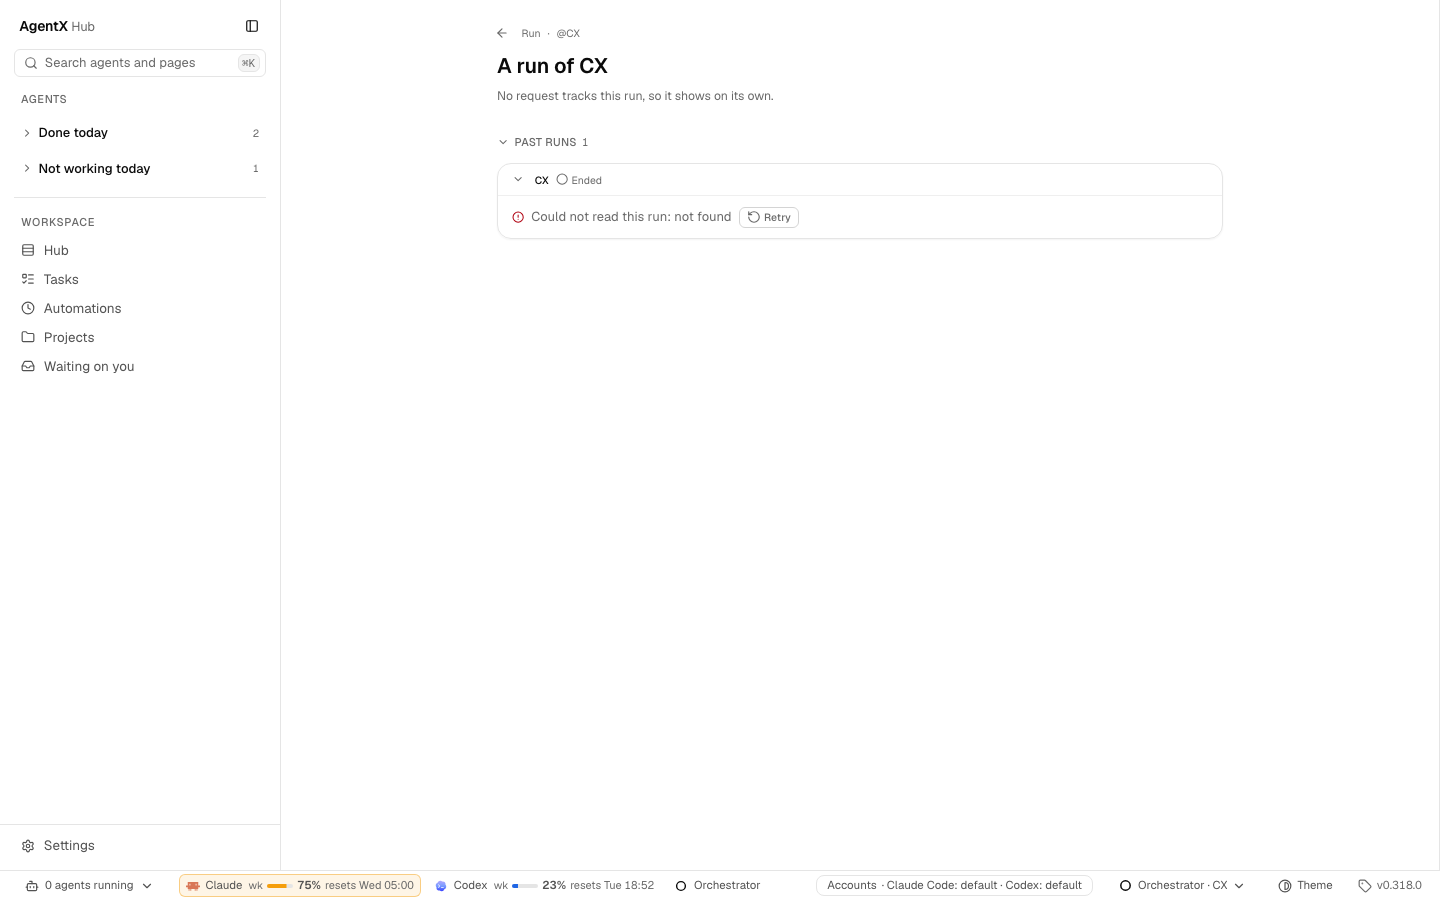 AgentX Hub
Search agents and pages ⌘K
AGENTS
Done today 2
Not working today 1
WORKSPACE
Hub
Tasks
Automations
Projects
Waiting on you
Settings
Run · @CX
A run of CX
No request tracks this run, so it shows on its own.
PAST RUNS 1
CX Ended
Could not read this run: not found Retry
0 agents running Claude wk 75% resets Wed 05:00 Codex wk 23% resets Tue 18:52 Orchestrator Accounts · Claude Code: default · Codex: default Orchestrator · CX Theme v0.318.0